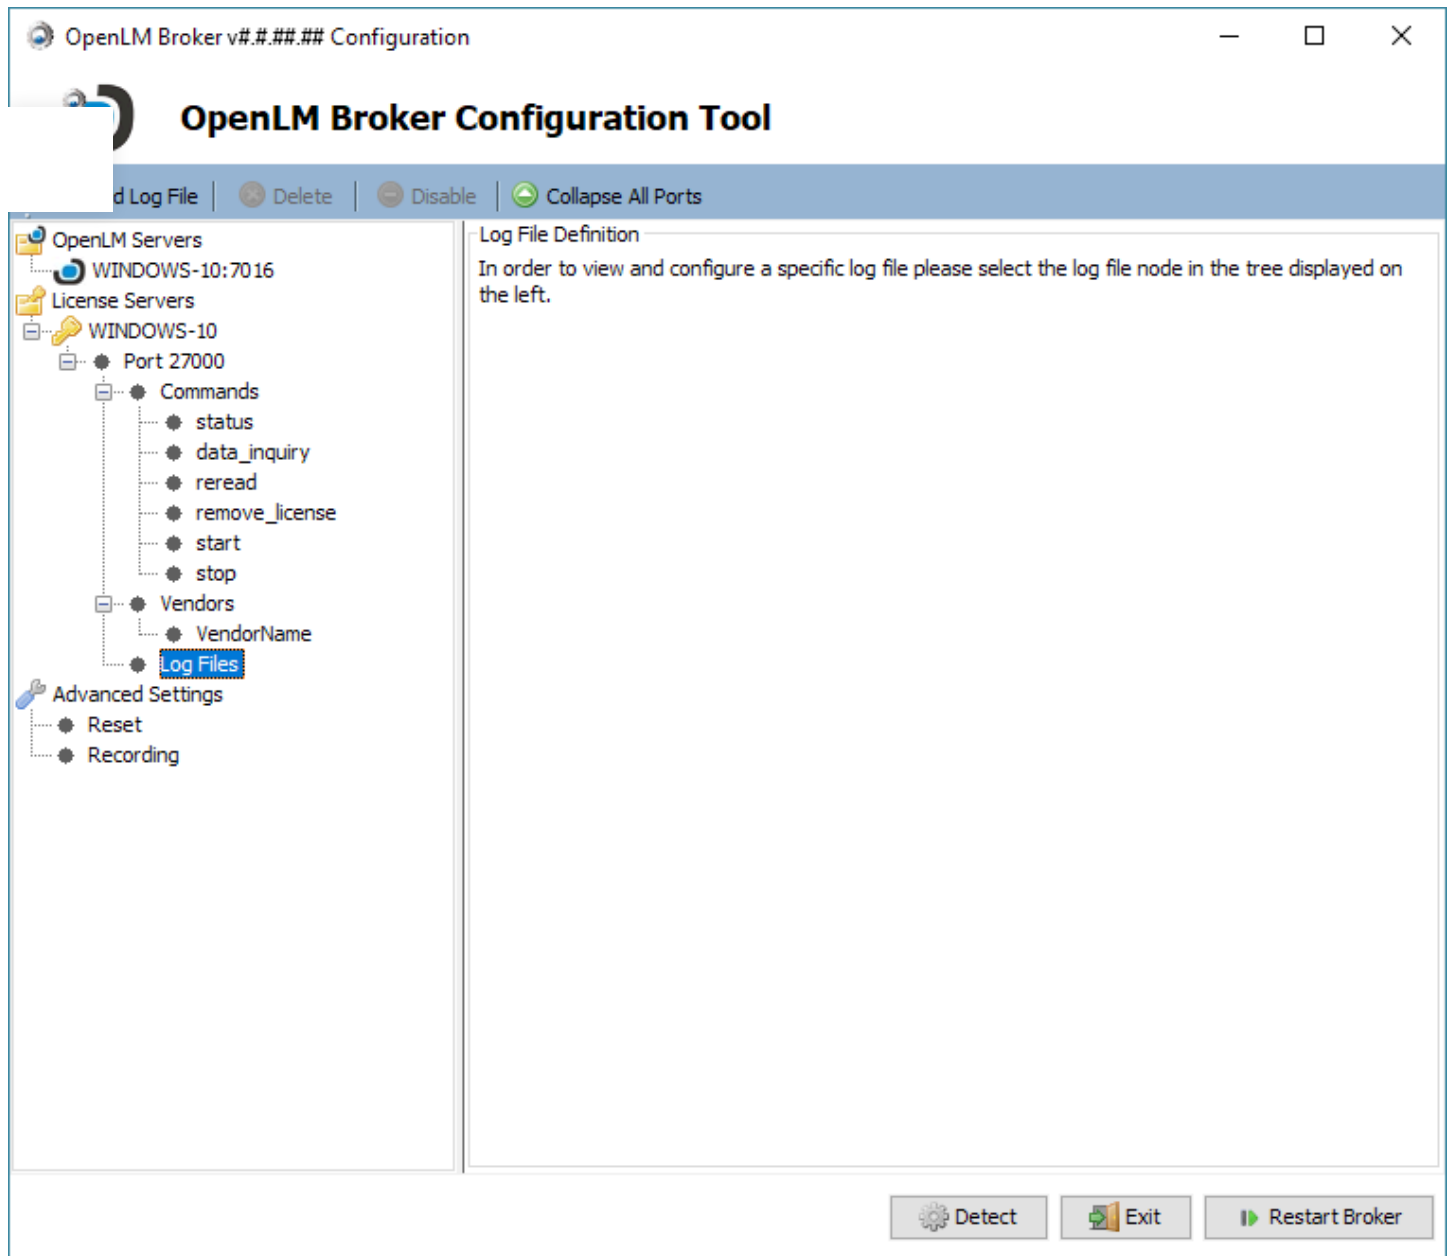 OpenLM Broker v#.#.##.## Configuration
OpenLM Broker Configuration Tool
Log File Delete Disable Collapse All Ports
OpenLM Servers
WINDOWS-10:7016
License Servers
WINDOWS-10
Port 27000
Commands
status
data_inquiry
reread
remove_license
start
stop
Vendors
VendorName
Log Files
Advanced Settings
Reset
Recording
Log File Definition
In order to view and configure a specific log file please select the log file node in the tree displayed on
the left.
Detect Exit Restart Broker